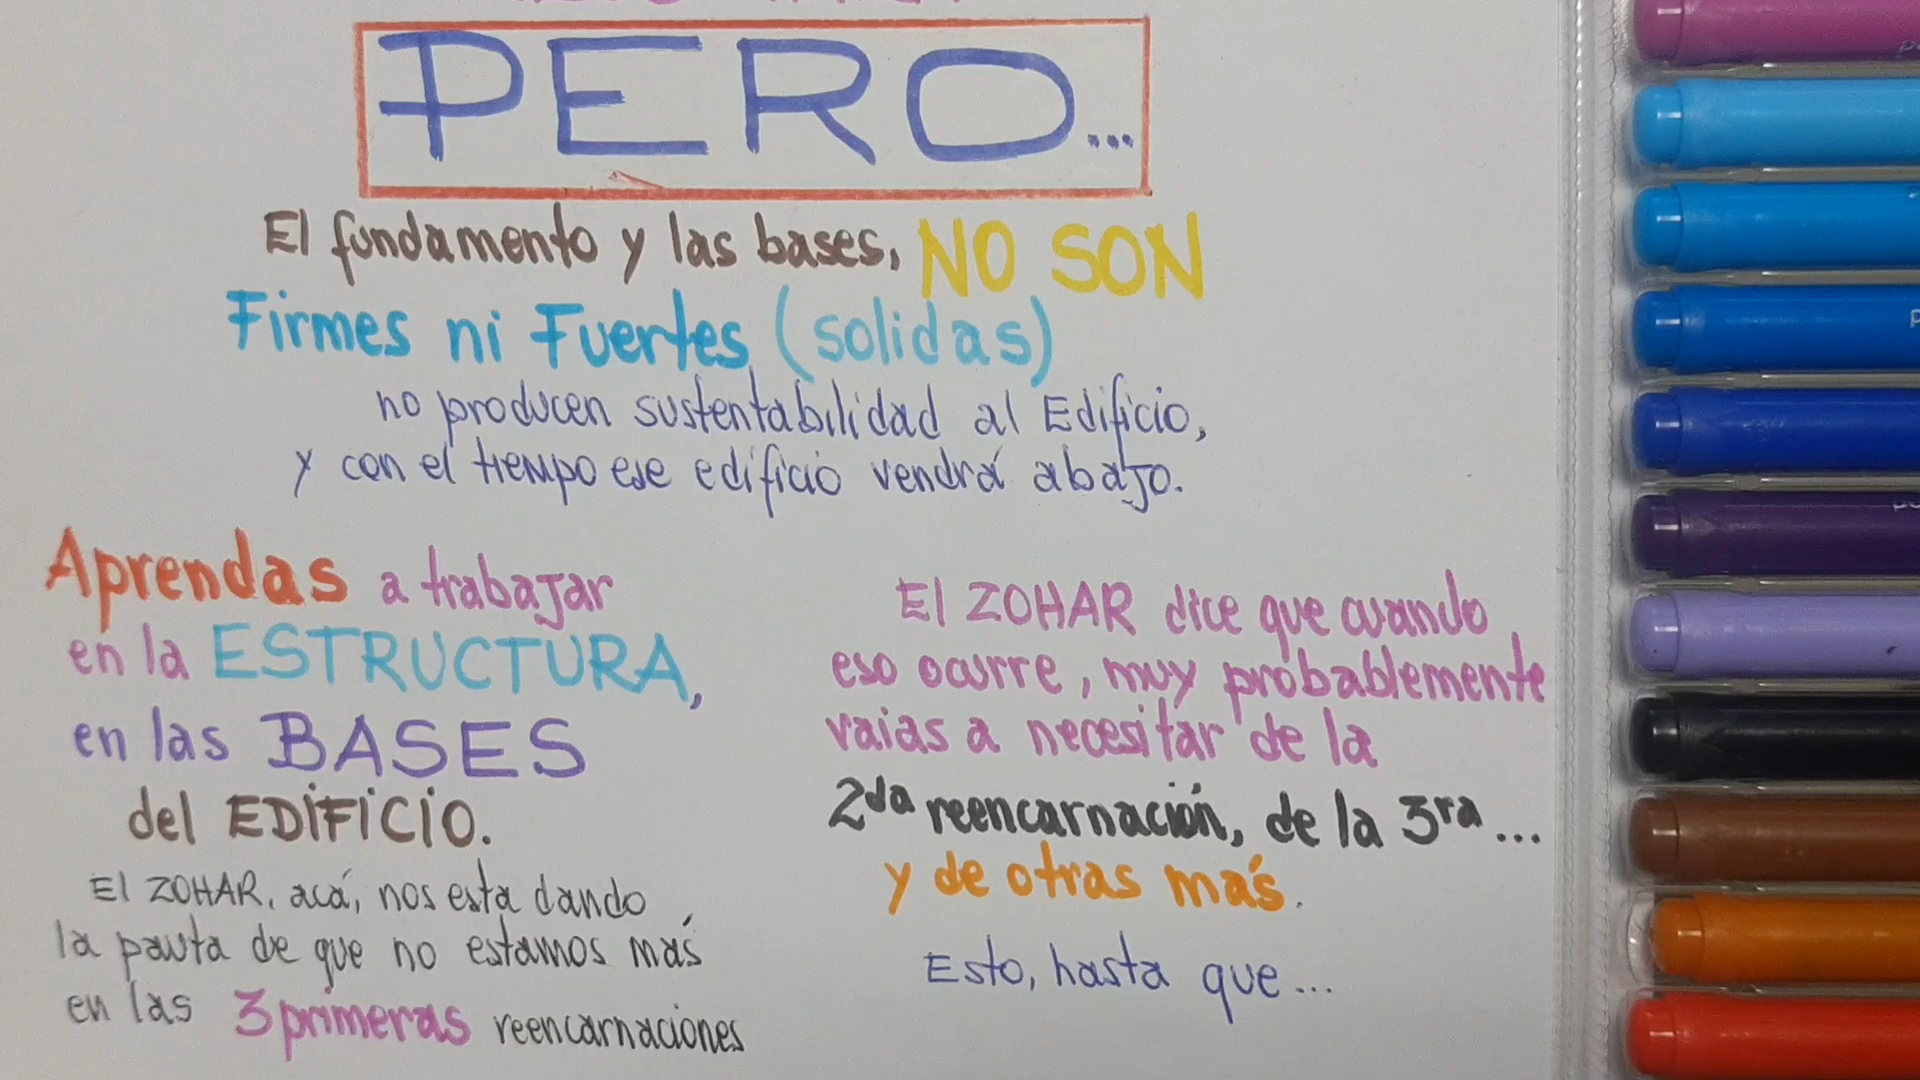 PERO...
El fundamento y las bases, NO SON
Firmes ni Fuertes (solidas)
no producen sustentabilidad al Edificio,
y con el tiempo ese edificio vendrá abajo.
Aprendas a trabajar
en la ESTRUCTURA,
en las BASES
del EDIFICIO.
El ZOHAR, acá, nos esta dando
la pauta de que no estamos más
en las 3 primeras reencarnaciones
El ZOHAR dice que cuando
eso ocurre, muy probablemente
vaias a necesitar de la
2da reencarnación, de la 3ra...
y de otras más.
Esto, hasta que...